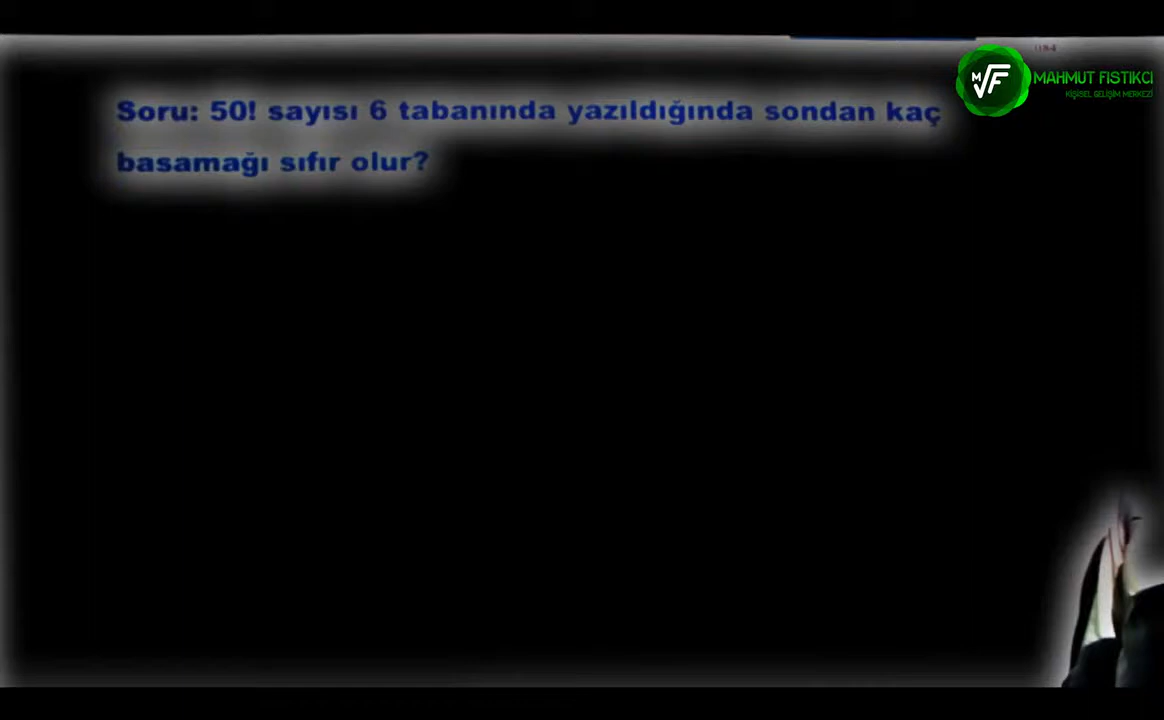 MAHMUT FISTIKCI
KİŞİSEL GELİŞİM MERKEZİ
Soru: 50! sayısı 6 tabanında yazıldığında sondan kaç
basamağı sıfır olur?